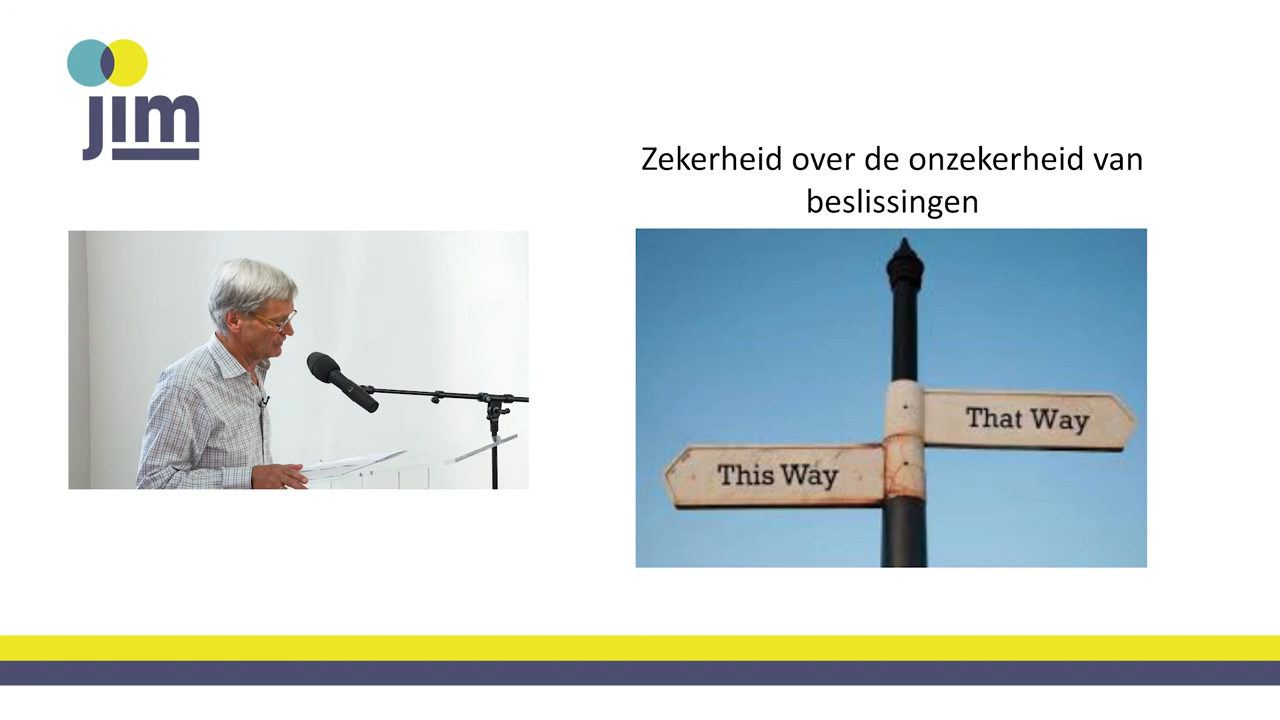 jim
Zekerheid over de onzekerheid van
beslissingen
That Way
This Way